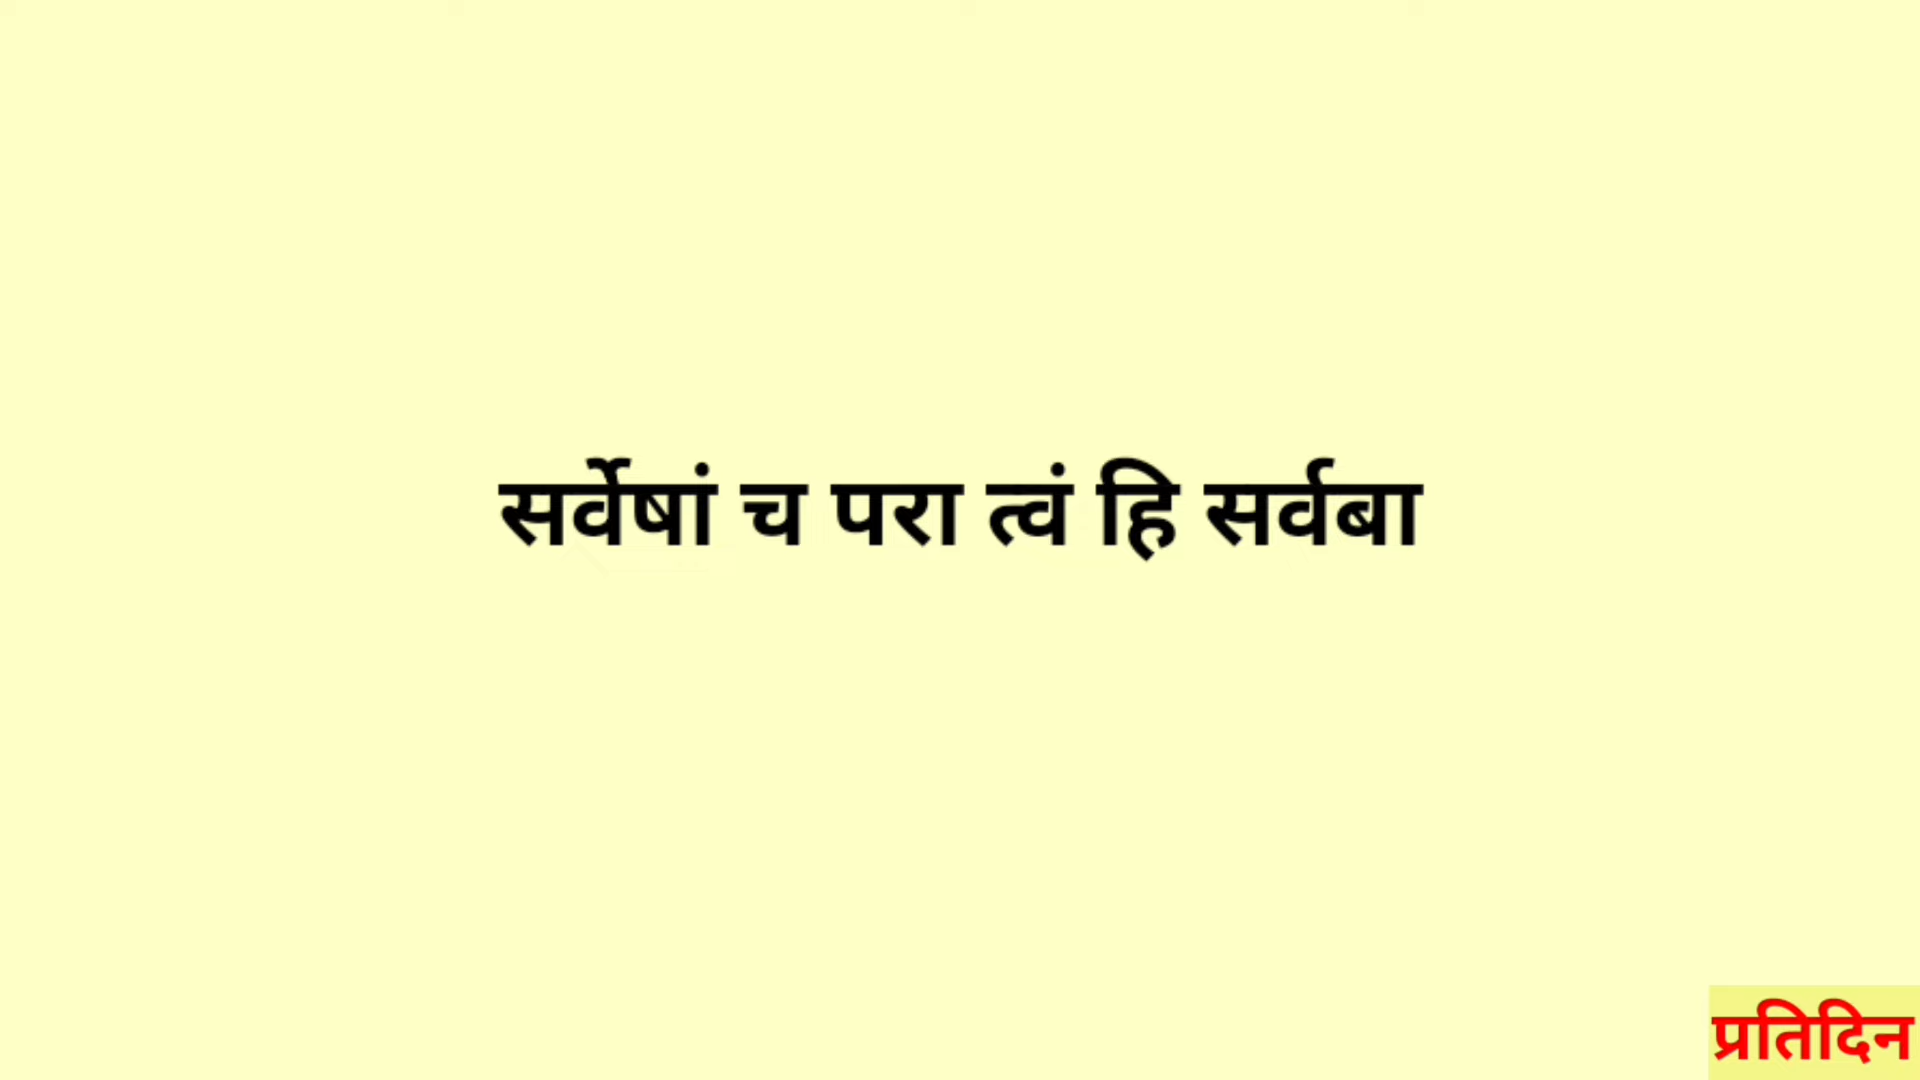 सर्वेषां च परा त्वं हि सर्वबा
प्रतिदिन